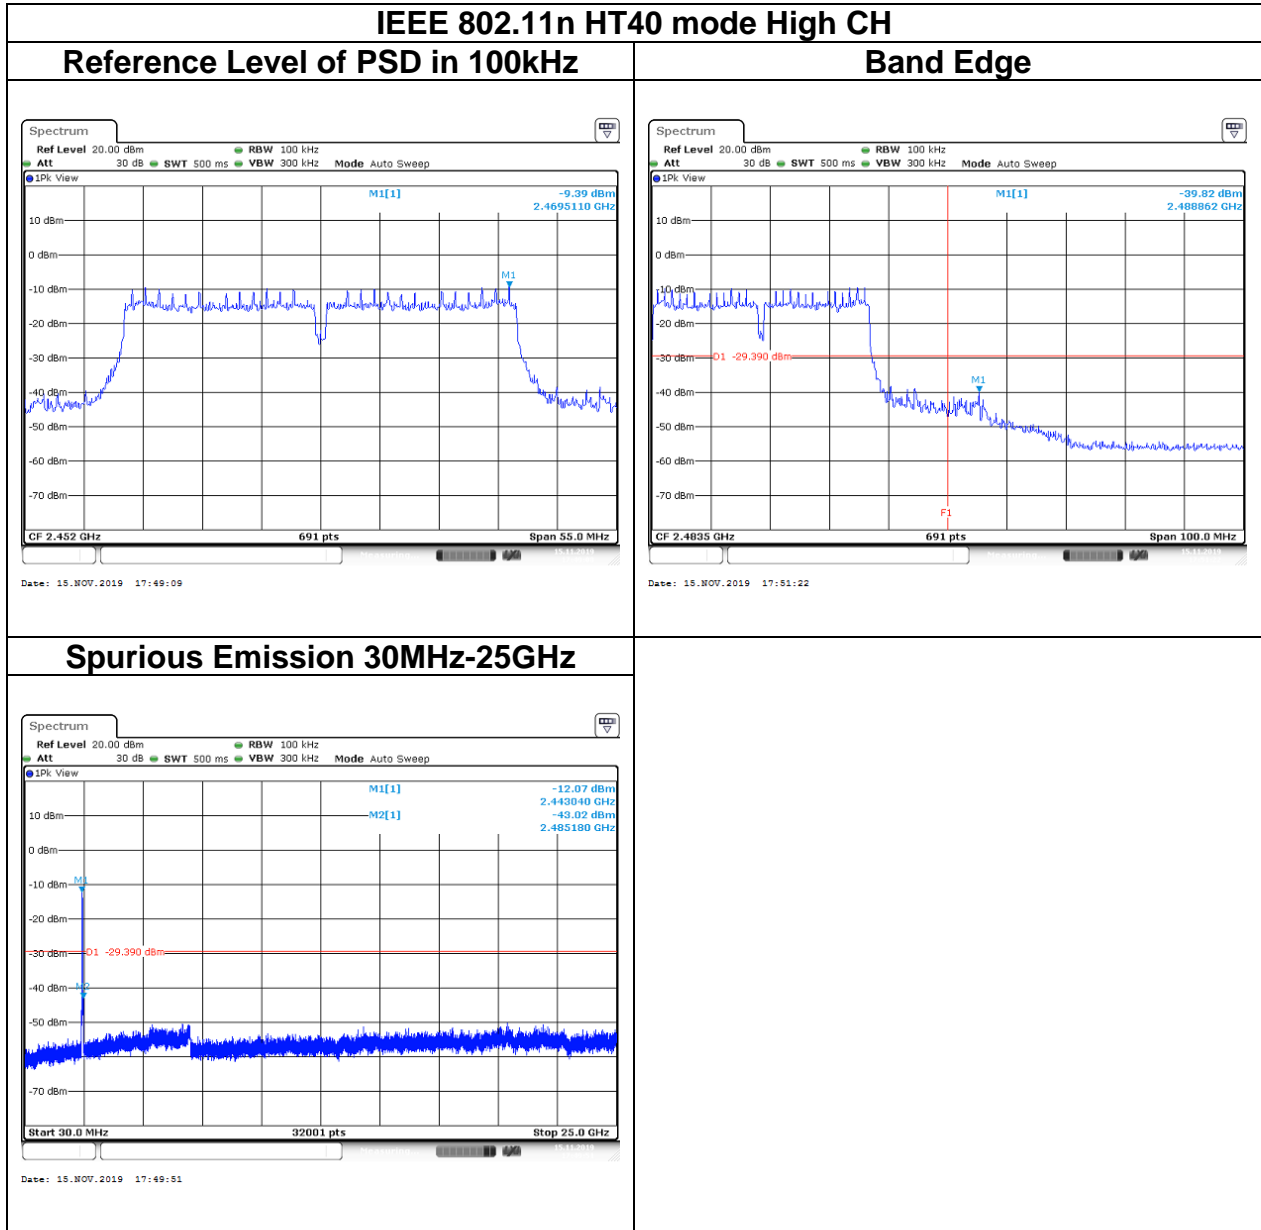 IEEE 802.11n HT40 mode High CH
Reference Level of PSD in 100kHz
Band Edge
Spectrum
Ref Level 20.00 dBm RBW 100 kHz
Att 30 dB SWT 500 ms VBW 300 kHz Mode Auto Sweep
1Pk View
M1[1] -9.39 dBm
2.4695110 GHz
10 dBm
0 dBm
M1
-10 dBm
-20 dBm
-30 dBm
-40 dBm
-50 dBm
-60 dBm
-70 dBm
CF 2.452 GHz 691 pts Span 55.0 MHz
Date: 15.NOV.2019 17:49:09
Spectrum
Ref Level 20.00 dBm RBW 100 kHz
Att 30 dB SWT 500 ms VBW 300 kHz Mode Auto Sweep
1Pk View
M1[1] -39.82 dBm
2.488862 GHz
10 dBm
0 dBm
-10 dBm
-20 dBm
-30 dBm D1 -29.390 dBm
M1
-40 dBm
-50 dBm
-60 dBm
-70 dBm
F1
CF 2.4835 GHz 691 pts Span 100.0 MHz
Date: 15.NOV.2019 17:51:22
Spurious Emission 30MHz-25GHz
Spectrum
Ref Level 20.00 dBm RBW 100 kHz
Att 30 dB SWT 500 ms VBW 300 kHz Mode Auto Sweep
1Pk View
M1[1] -12.07 dBm
2.443040 GHz
10 dBm M2[1] -43.02 dBm
2.485180 GHz
0 dBm
-10 dBm M1
-20 dBm
-30 dBm D1 -29.390 dBm
-40 dBm M2
-50 dBm
-70 dBm
Start 30.0 MHz 32001 pts Stop 25.0 GHz
Date: 15.NOV.2019 17:49:51